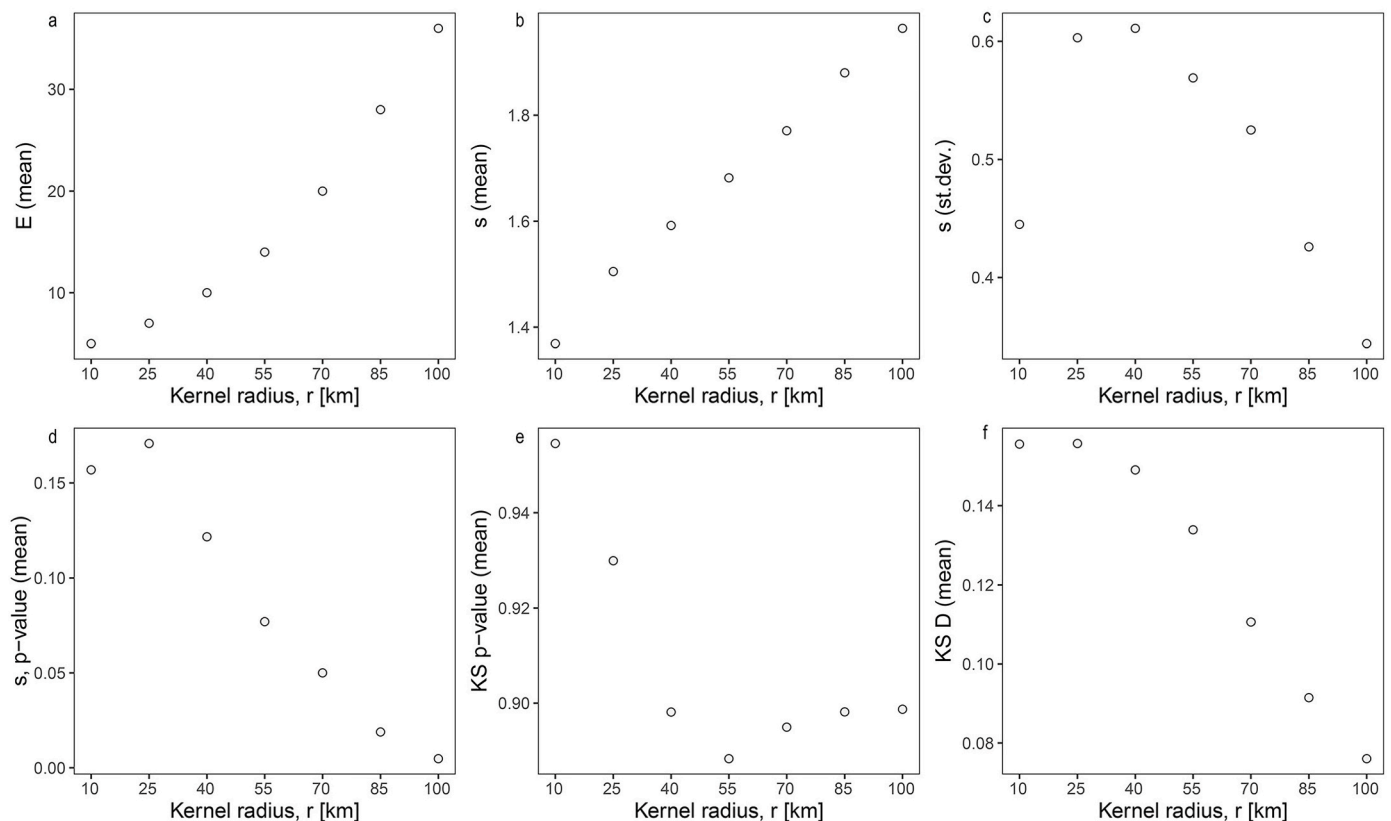 a
E (mean)
30
20
10
10 25 40 55 70 85 100
Kernel radius, r [km]
b
s (mean)
1.8
1.6
1.4
10 25 40 55 70 85 100
Kernel radius, r [km]
c
s (st.dev.)
0.6
0.5
0.4
10 25 40 55 70 85 100
Kernel radius, r [km]
d
s, p−value (mean)
0.15
0.10
0.05
0.00
10 25 40 55 70 85 100
Kernel radius, r [km]
e
KS p−value (mean)
0.94
0.92
0.90
10 25 40 55 70 85 100
Kernel radius, r [km]
f
KS D (mean)
0.14
0.12
0.10
0.08
10 25 40 55 70 85 100
Kernel radius, r [km]